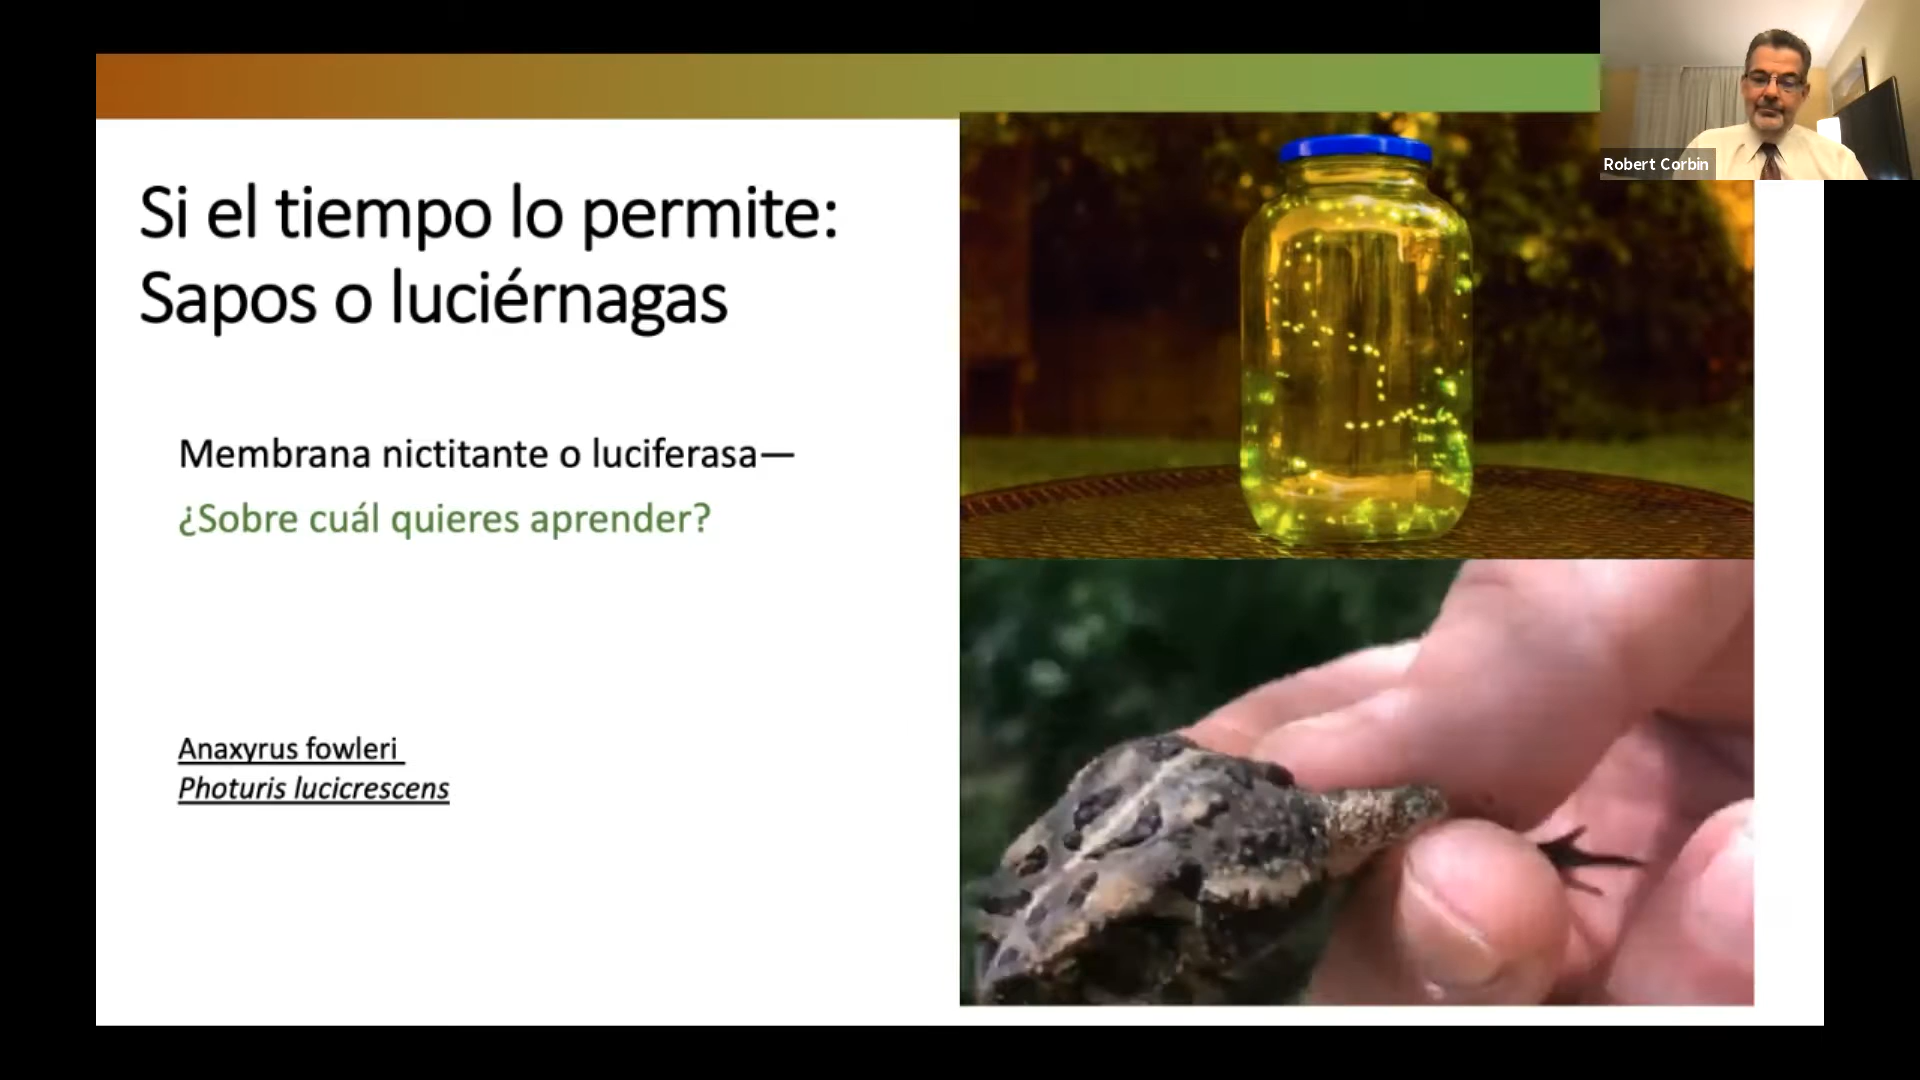 Robert Corbin
Si el tiempo lo permite:
Sapos o luciérnagas
Membrana nictitante o luciferasa—
¿Sobre cuál quieres aprender?
Anaxyrus fowleri
Photuris lucicrescens